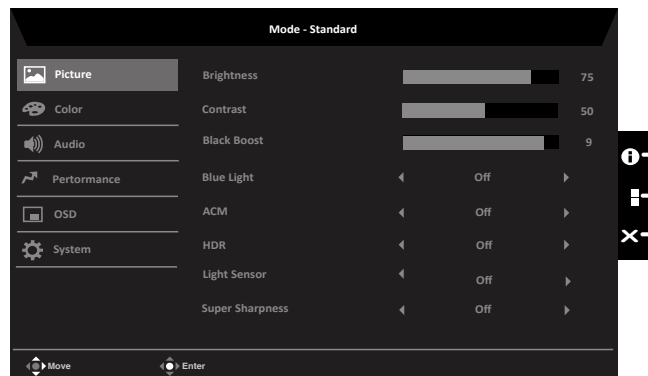 Mode - Standard
Picture
Color
Audio
Pertormance
OSD
System
Brightness 75
Contrast 50
Black Boost 9
Blue Light Off
ACM Off
HDR Off
Light Sensor Off
Super Sharpness Off
Move Enter